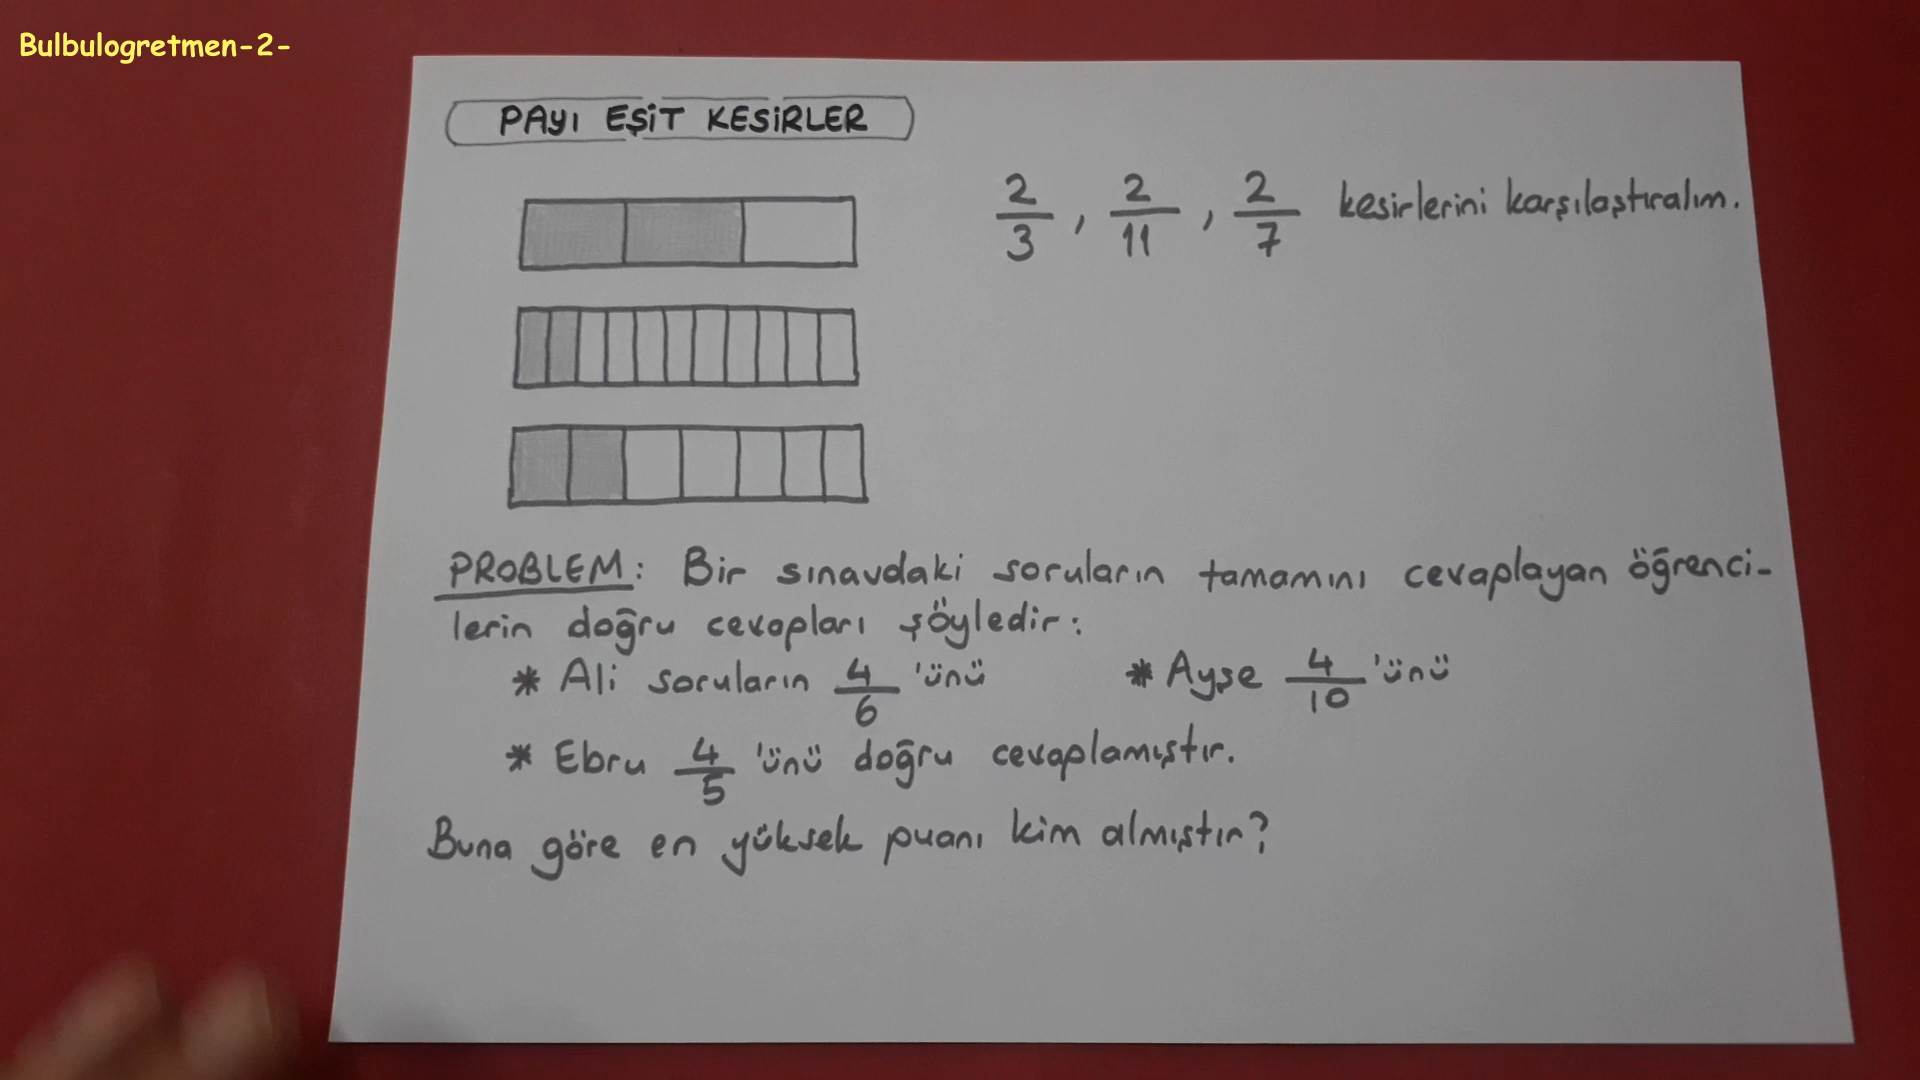 Bulbulogretmen-2-
PAYI EŞİT KESİRLER
2/3 , 2/11 , 2/7 kesirlerini karşılaştıralım.
PROBLEM: Bir sınavdaki soruların tamamını cevaplayan öğrenci-
lerin doğru cevapları şöyledir:
* Ali soruların 4/6 'ünü * Ayşe 4/10 'ünü
* Ebru 4/5 'ünü doğru cevaplamıştır.
Buna göre en yüksek puanı kim almıştır?